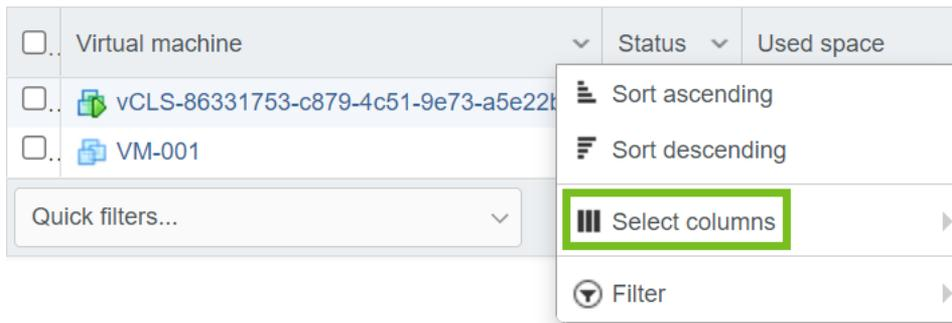 Virtual machine Status Used space
vCLS-86331753-c879-4c51-9e73-a5e22b
Sort ascending
VM-001
Sort descending
Quick filters...
Select columns
Filter